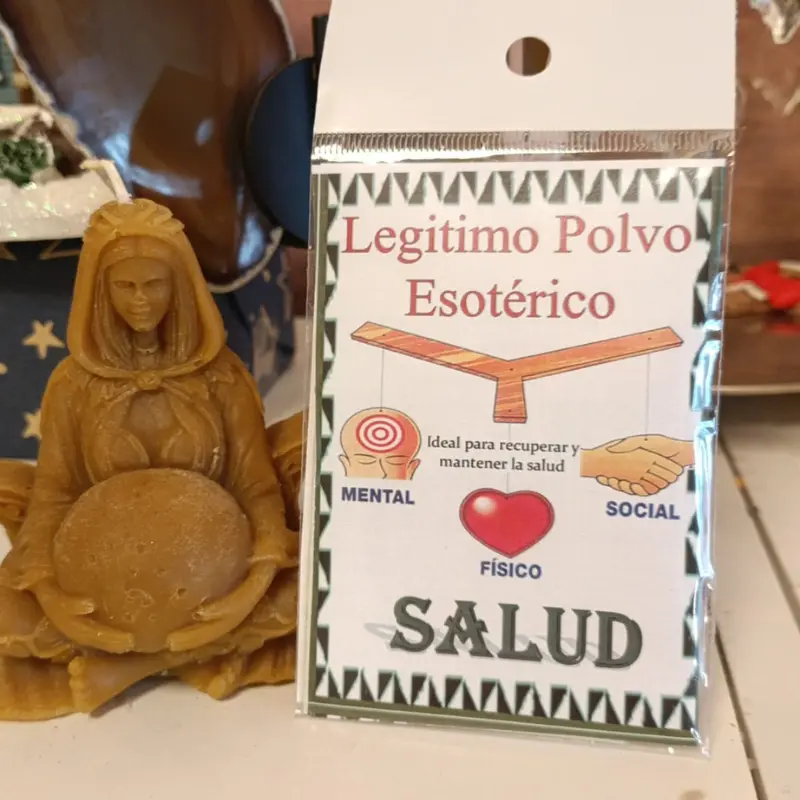 Legitimo Polvo
Esotérico
Ideal para recuperar y
mantener la salud
MENTAL
SOCIAL
FÍSICO
SALUD